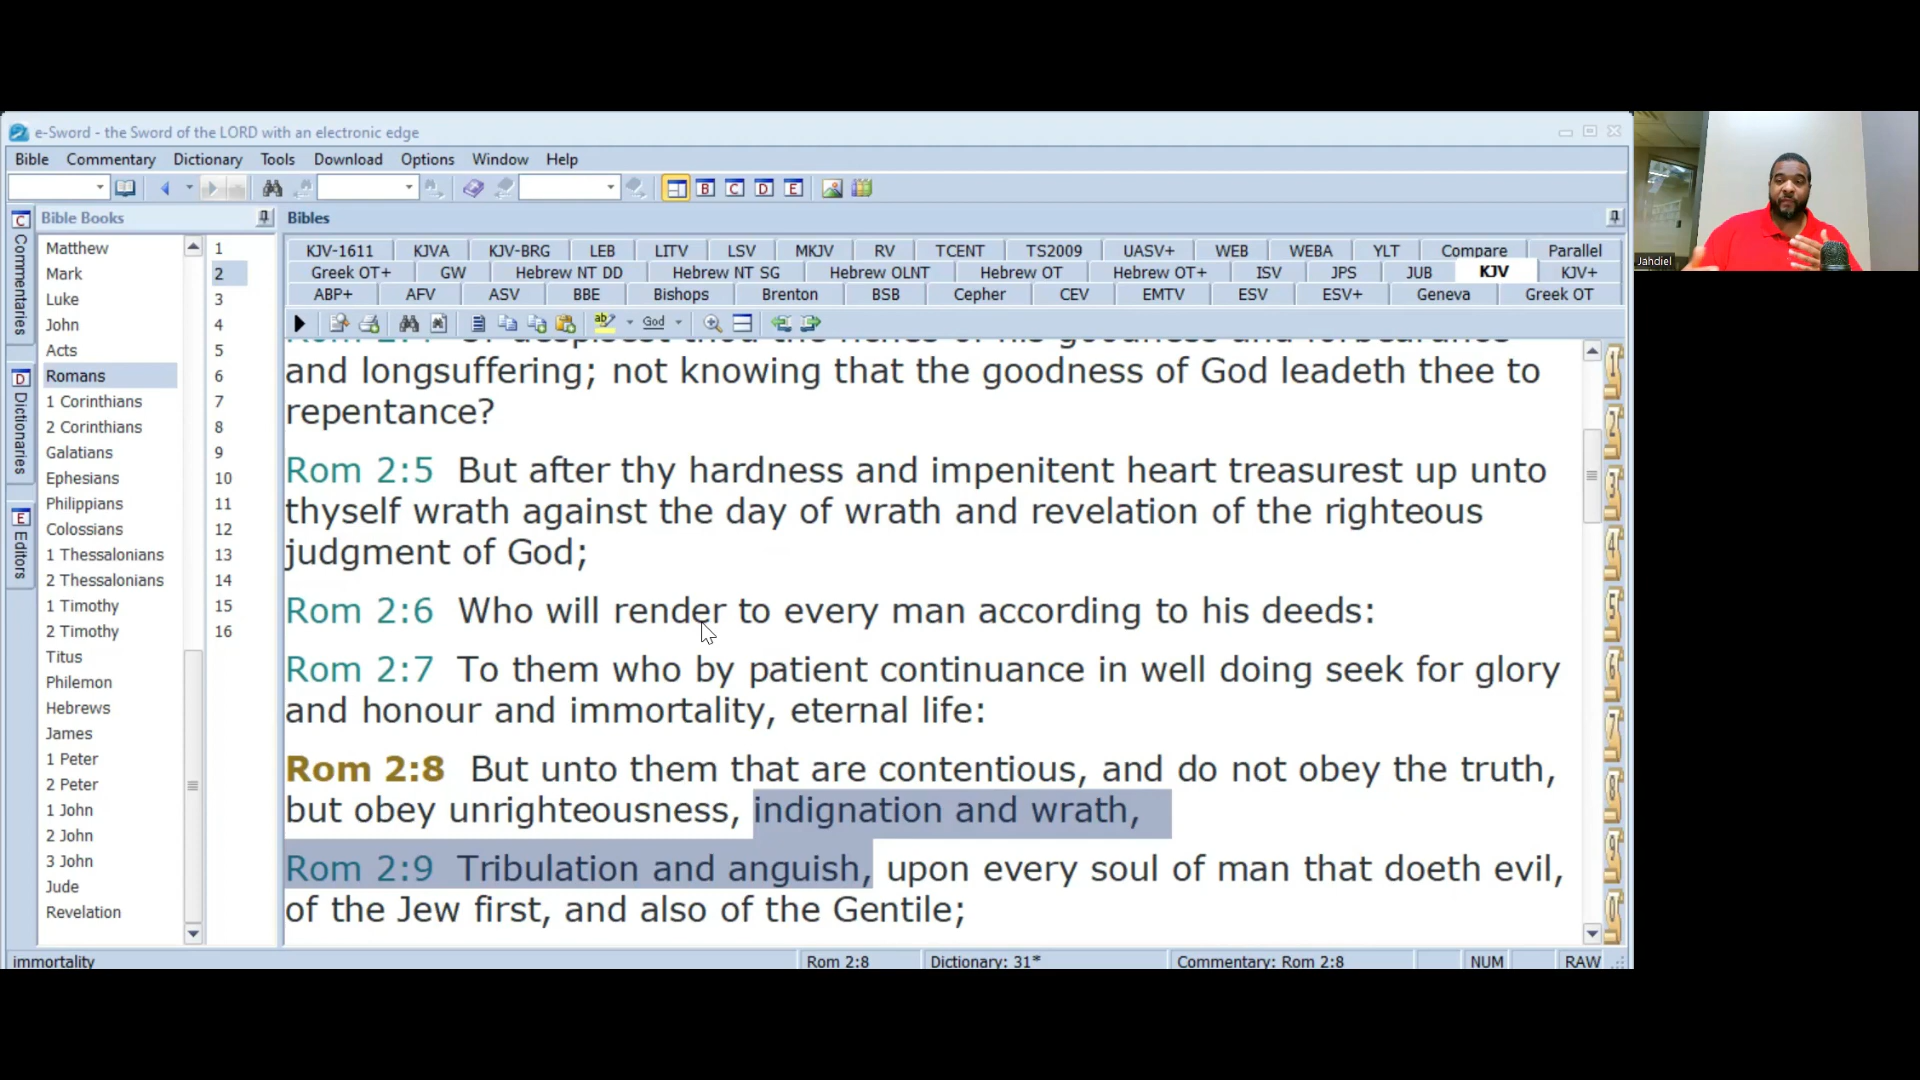 e-Sword - the Sword of the LORD with an electronic edge
Bible Commentary Dictionary Tools Download Options Window Help
B C D E
Bible Books
Bibles
C Commentaries
D Dictionaries
E Editors
Matthew
Mark
Luke
John
Acts
Romans
1 Corinthians
2 Corinthians
Galatians
Ephesians
Philippians
Colossians
1 Thessalonians
2 Thessalonians
1 Timothy
2 Timothy
Titus
Philemon
Hebrews
James
1 Peter
2 Peter
1 John
2 John
3 John
Jude
Revelation
1
2
3
4
5
6
7
8
9
10
11
12
13
14
15
16
KJV-1611 KJVA KJV-BRG LEB LITV LSV MKJV RV TCENT TS2009 UASV+ WEB WEBA YLT Compare Parallel
Greek OT+ GW Hebrew NT DD Hebrew NT SG Hebrew OLNT Hebrew OT Hebrew OT+ ISV JPS JUB KJV KJV+
ABP+ AFV ASV BBE Bishops Brenton BSB Cepher CEV EMTV ESV ESV+ Geneva Greek OT
ab God
and longsuffering; not knowing that the goodness of God leadeth thee to
repentance?
Rom 2:5 But after thy hardness and impenitent heart treasurest up unto
thyself wrath against the day of wrath and revelation of the righteous
judgment of God;
Rom 2:6 Who will render to every man according to his deeds:
Rom 2:7 To them who by patient continuance in well doing seek for glory
and honour and immortality, eternal life:
Rom 2:8 But unto them that are contentious, and do not obey the truth,
but obey unrighteousness, indignation and wrath,
Rom 2:9 Tribulation and anguish, upon every soul of man that doeth evil,
of the Jew first, and also of the Gentile;
1
2
3
4
5
6
7
8
9
0
immortality Rom 2:8 Dictionary: 31* Commentary: Rom 2:8 NUM RAW
Jahdiel